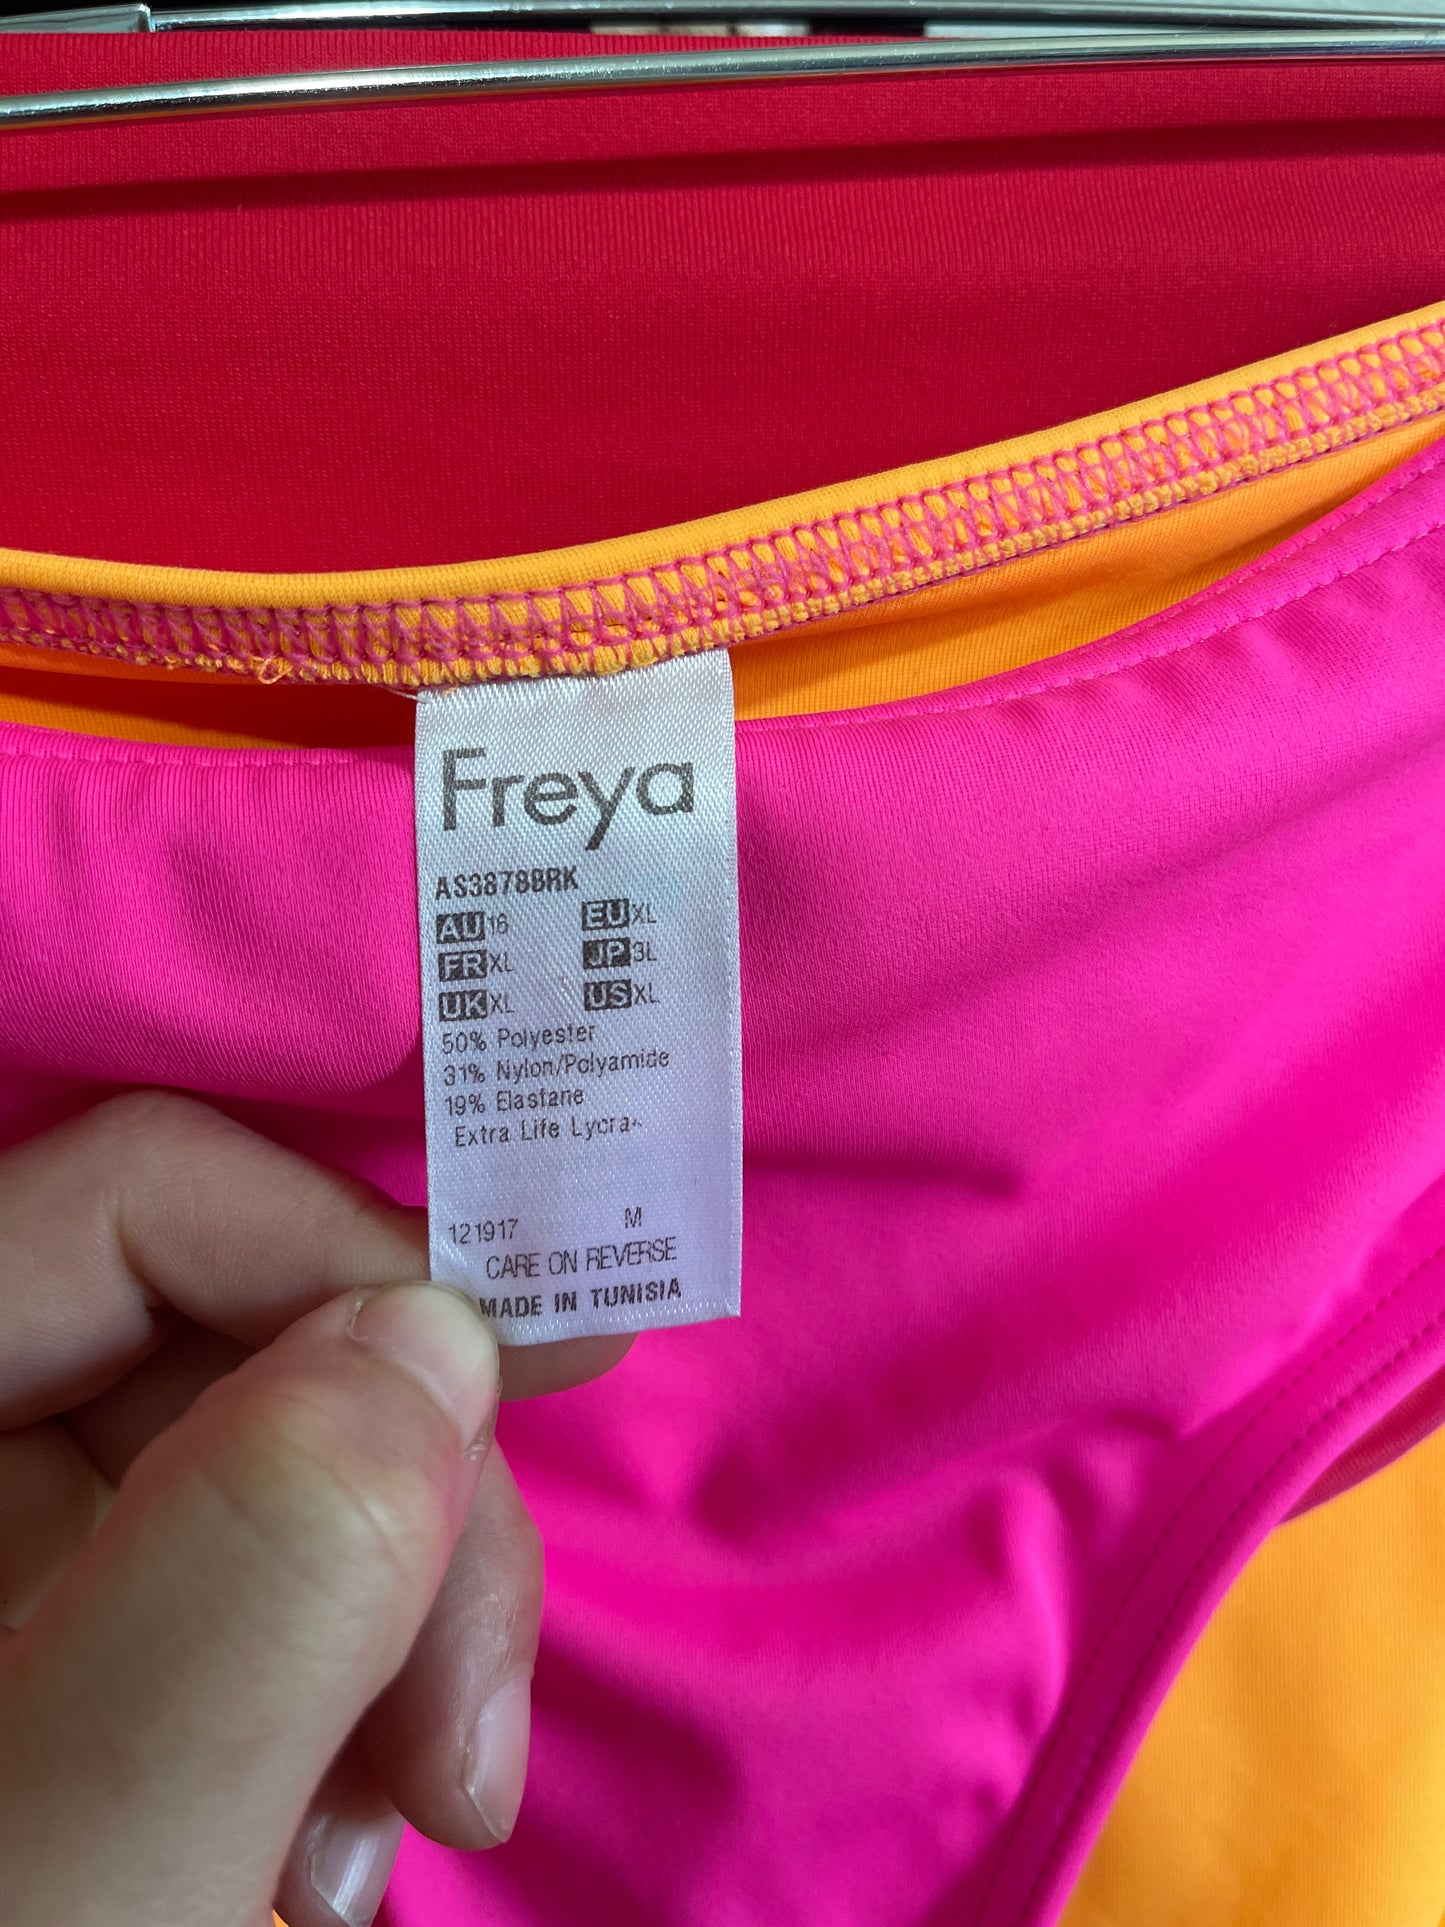 Freya
AS3878BRK
AU 16 EU XL
FR XL JP 3L
UK XL US XL
50% Polyester
31% Nylon/Polyamide
19% Elastane
Extra Life Lycra
121917 M
CARE ON REVERSE
MADE IN TUNISIA